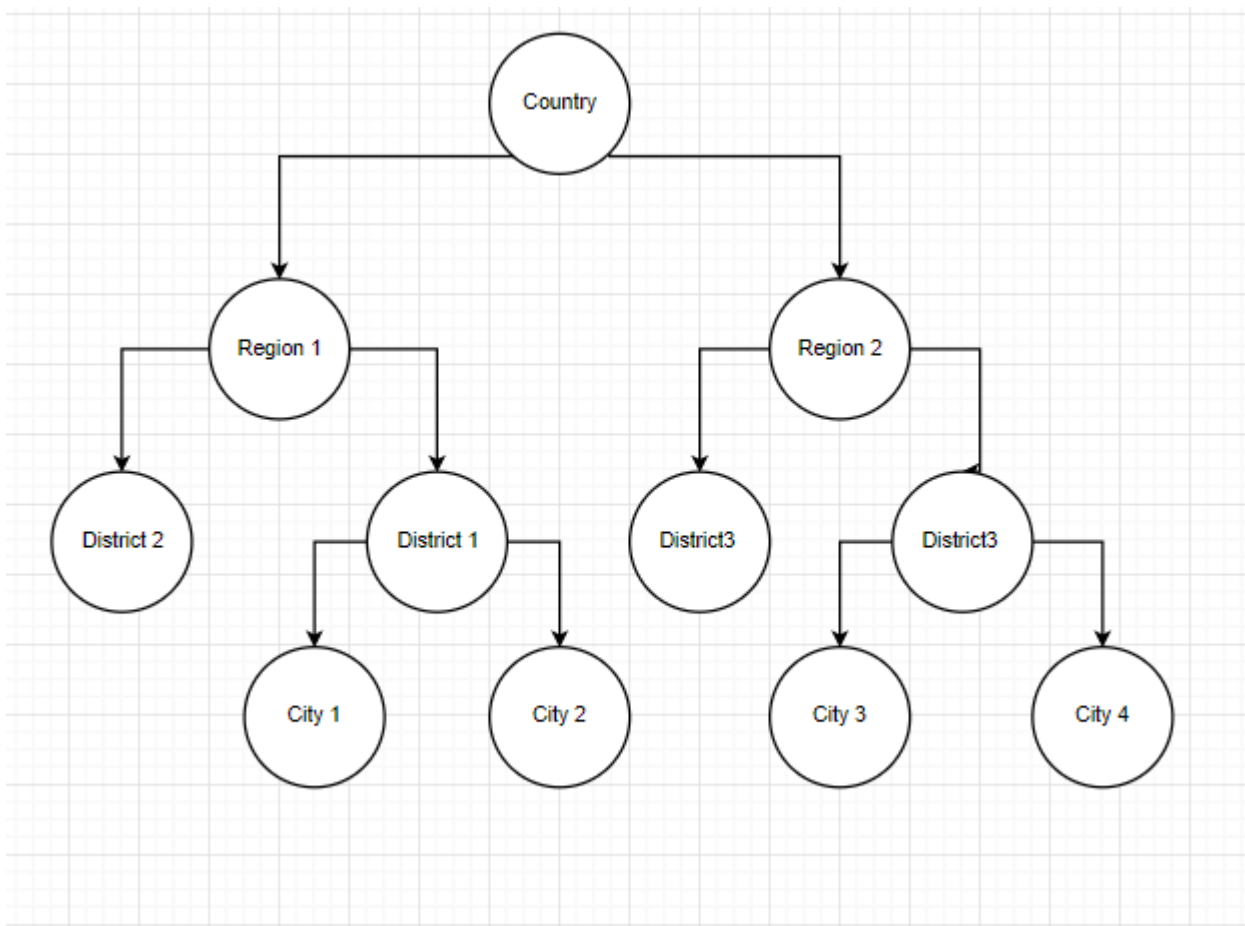 Country
Region 1
Region 2
District 2
District 1
District3
District3
City 1
City 2
City 3
City 4